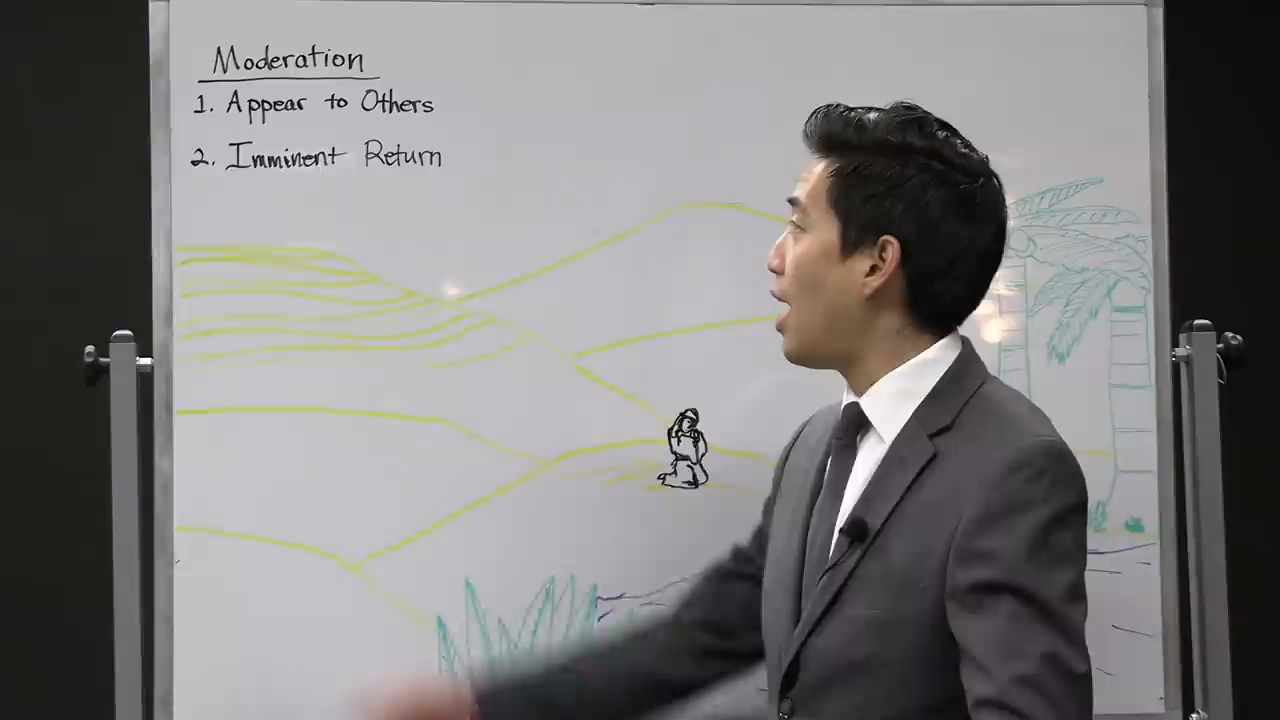 Moderation
1. Appear to Others
2. Imminent Return